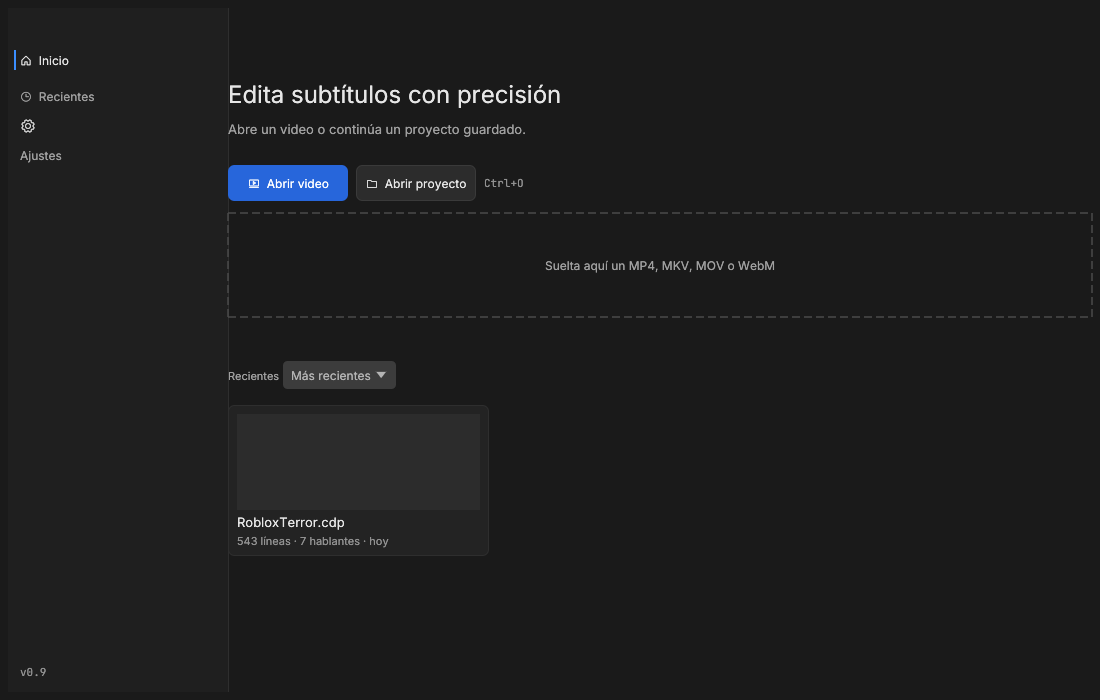 Inicio
Recientes
Ajustes
Edita subtítulos con precisión
Abre un video o continúa un proyecto guardado.
Abrir video
Abrir proyecto
Ctrl+O
Suelta aquí un MP4, MKV, MOV o WebM
Recientes
Más recientes
RobloxTerror.cdp
543 líneas · 7 hablantes · hoy
v0.9